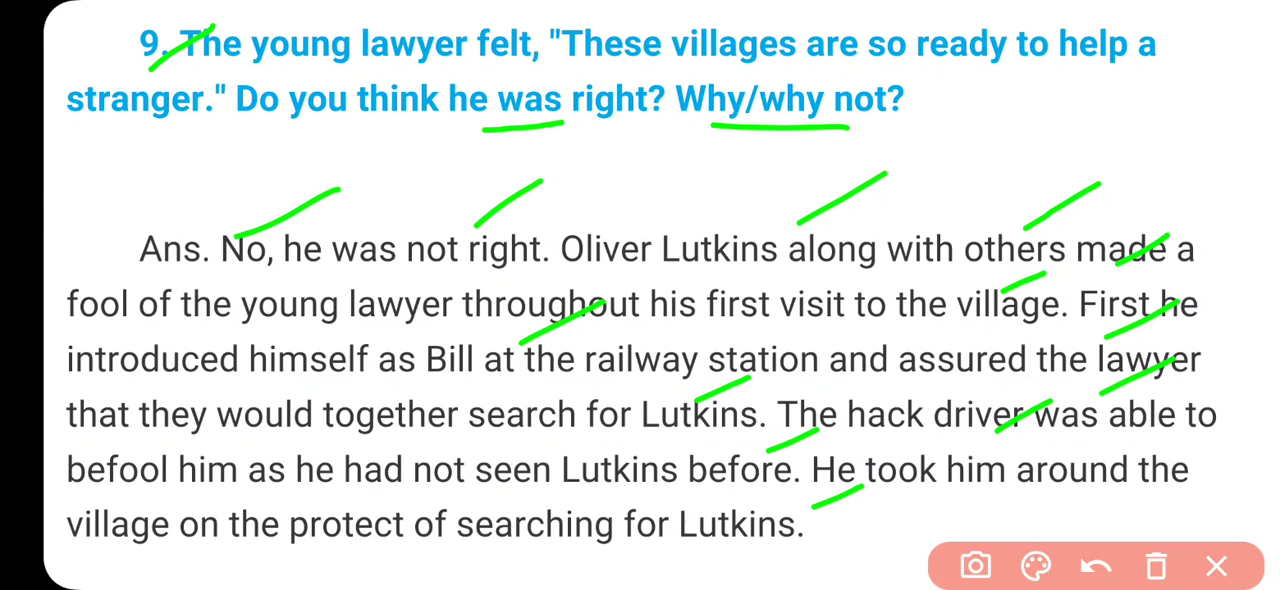 9. The young lawyer felt, "These villages are so ready to help a
stranger." Do you think he was right? Why/why not?
Ans. No, he was not right. Oliver Lutkins along with others made a
fool of the young lawyer throughout his first visit to the village. First he
introduced himself as Bill at the railway station and assured the lawyer
that they would together search for Lutkins. The hack driver was able to
befool him as he had not seen Lutkins before. He took him around the
village on the protect of searching for Lutkins.